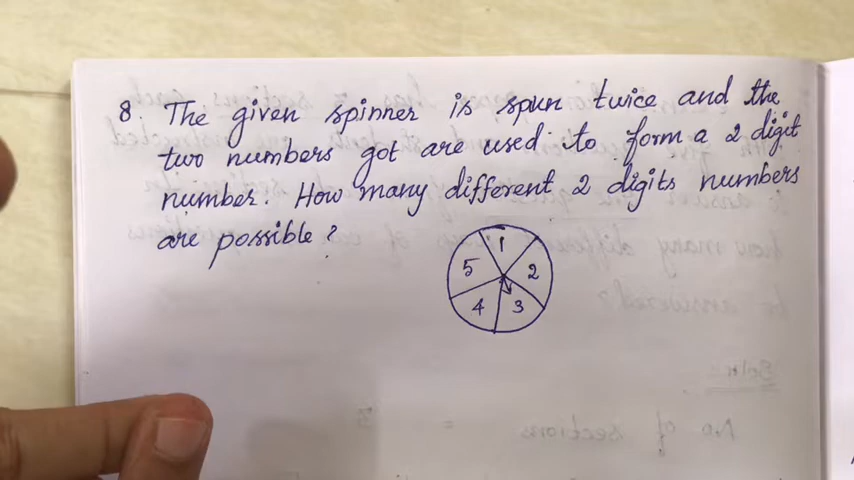 8. The given spinner is spun twice and the
two numbers got are used to form a 2 digit
number. How many different 2 digits numbers
are possible?
1
5 2
4 3